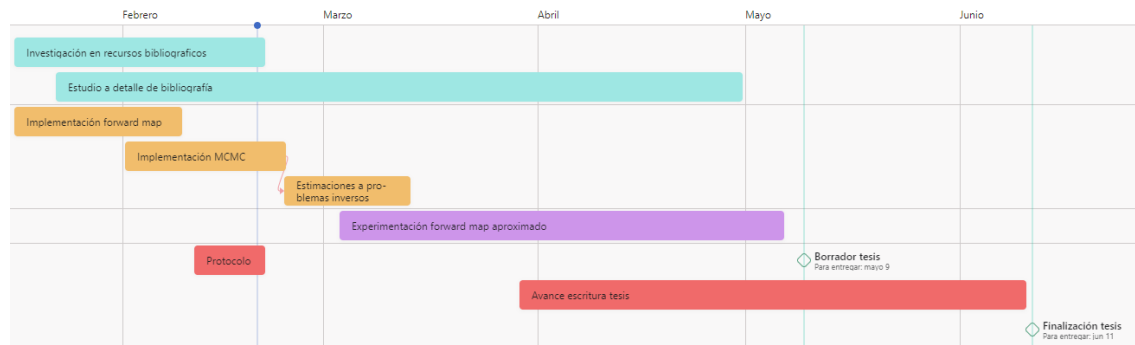 Febrero Marzo Abril Mayo Junio
Investigación en recursos bibliograficos
Estudio a detalle de bibliografía
Implementación forward map
Implementación MCMC
Estimaciones a pro-
blemas inversos
Experimentación forward map aproximado
Protocolo
Borrador tesis
Para entregar: mayo 9
Avance escritura tesis
Finalización tesis
Para entregar: jun 11